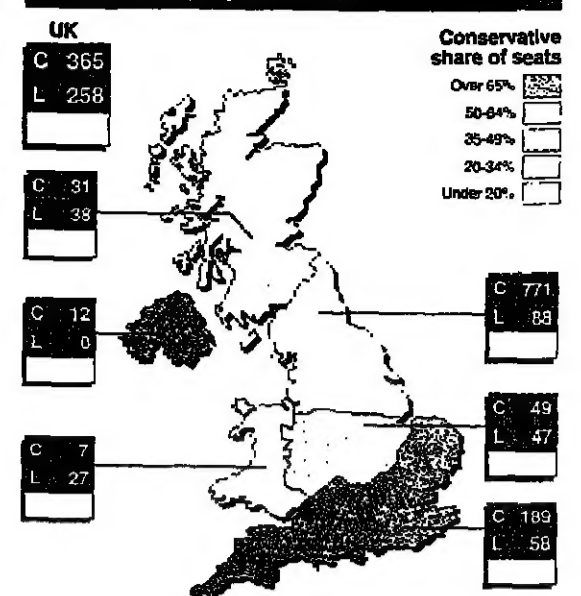 UK
C 365
L 258
Conservative
share of seats
Over 65%
50-64%
35-49%
20-34%
Under 20%
C 31
L 38
C 12
L 0
C 7
L 27
C 771
L 88
C 49
L 47
C 189
L 58